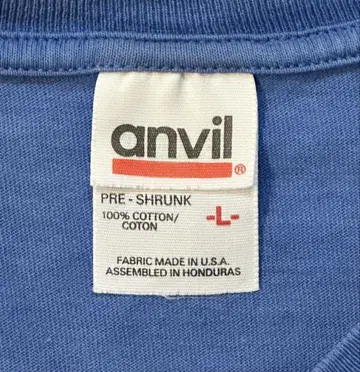 anvil
®
PRE - SHRUNK
100% COTTON/
COTON
-L-
FABRIC MADE IN U.S.A.
ASSEMBLED IN HONDURAS